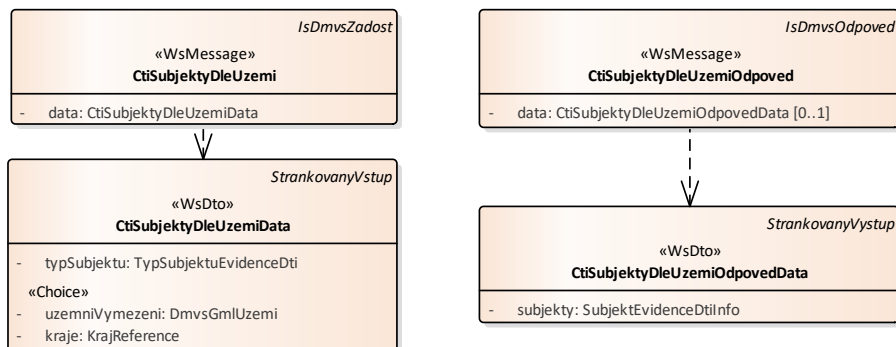 IsDmvsZadost
«WsMessage»
CtiSubjektyDleUzemi
- data: CtiSubjektyDleUzemiData
StrankovanyVstup
«WsDto»
CtiSubjektyDleUzemiData
- typSubjektu: TypSubjektuEvidenceDti
«Choice»
- uzemniVymezeni: DmvsGmlUzemi
- kraje: KrajReference
IsDmvsOdpoved
«WsMessage»
CtiSubjektyDleUzemiOdpoved
- data: CtiSubjektyDleUzemiOdpovedData [0..1]
StrankovanyVystup
«WsDto»
CtiSubjektyDleUzemiOdpovedData
- subjekty: SubjektEvidenceDtiInfo